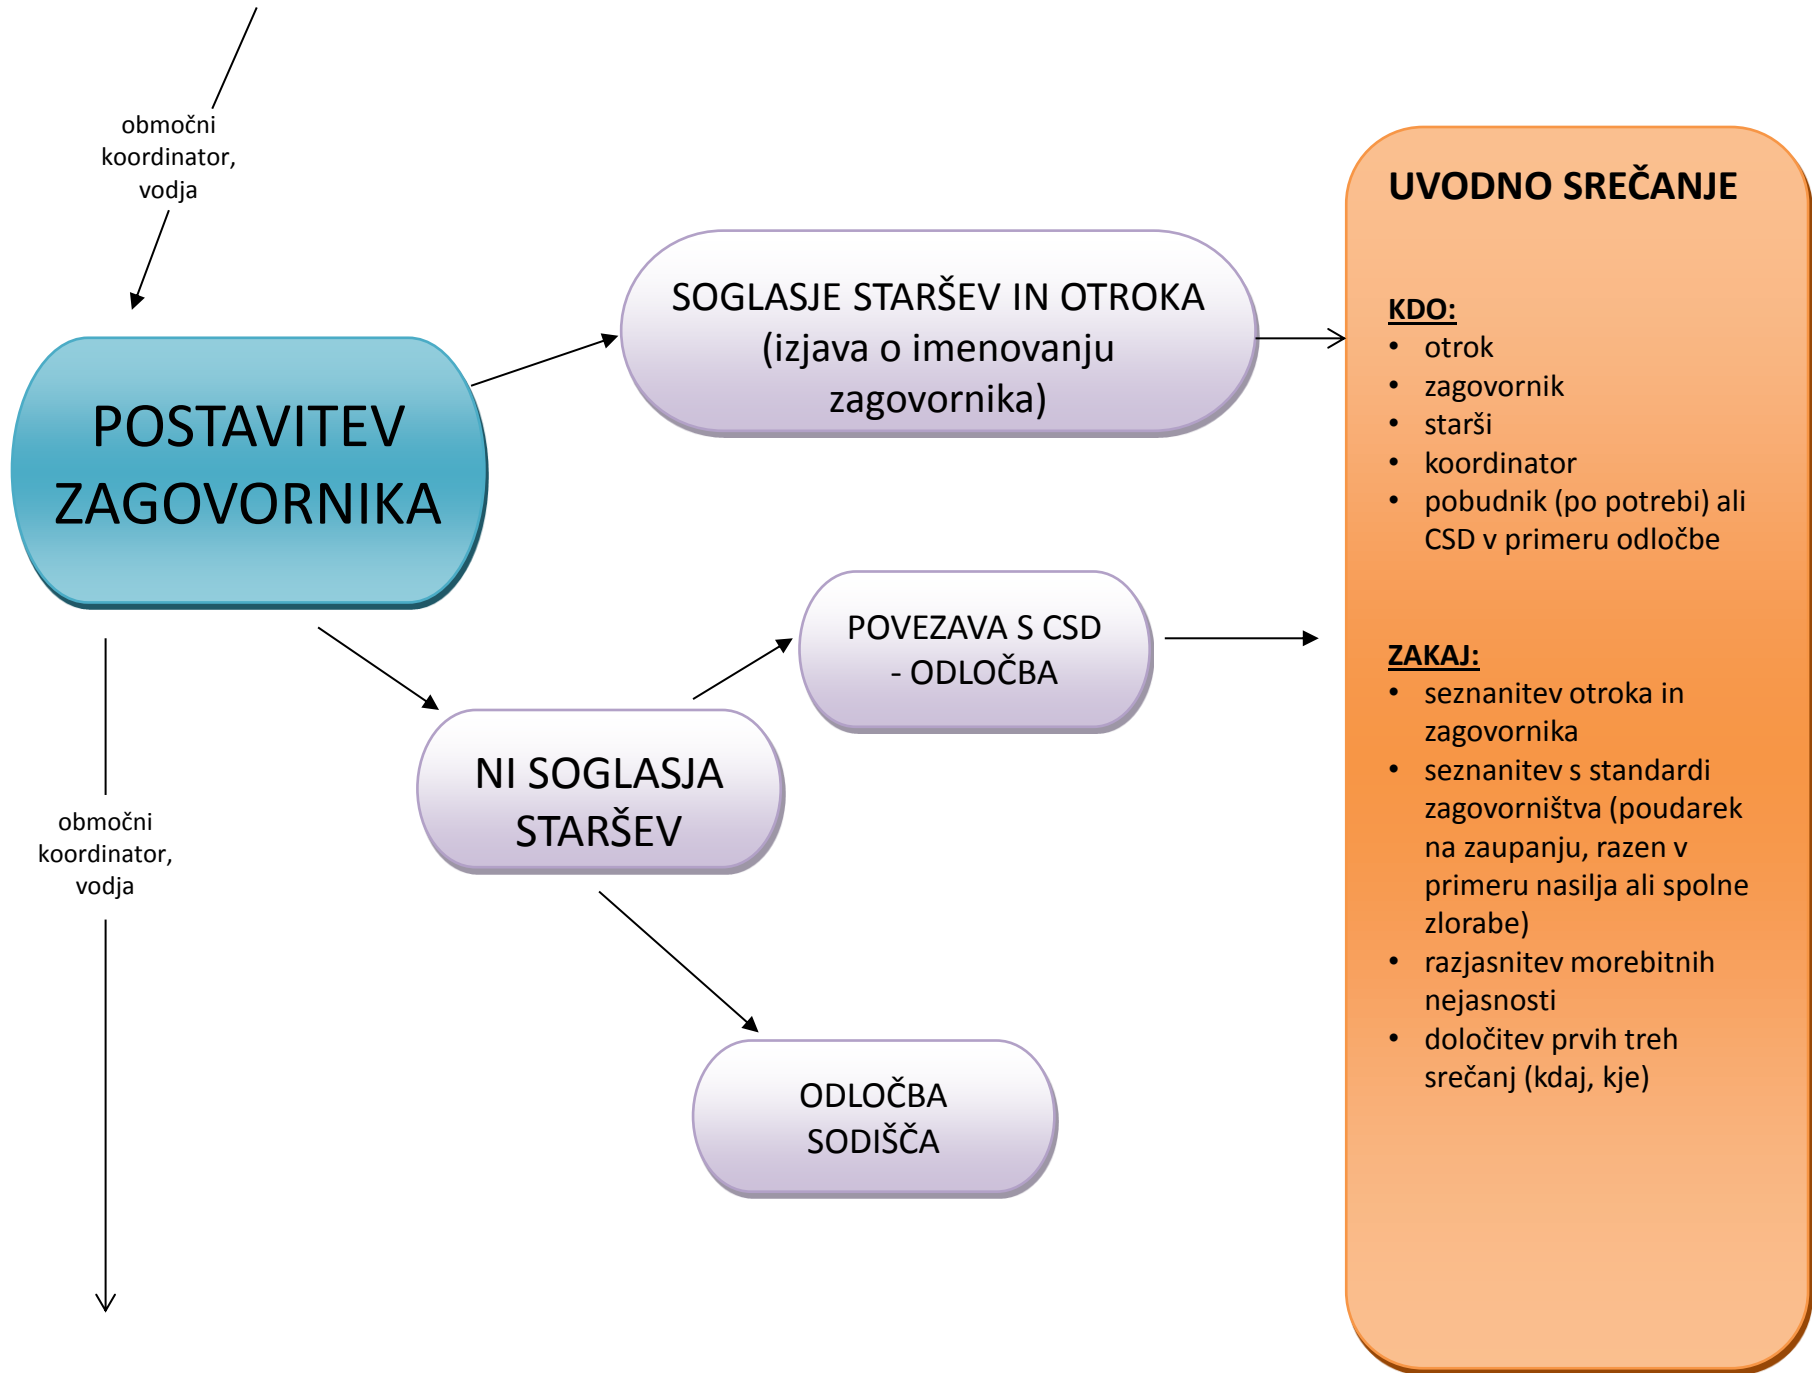 območni
koordinator,
vodja
POSTAVITEV
ZAGOVORNIKA
SOGLASJE STARŠEV IN OTROKA
(izjava o imenovanju
zagovornika)
POVEZAVA S CSD
- ODLOČBA
NI SOGLASJA
STARŠEV
območni
koordinator,
vodja
ODLOČBA
SODIŠČA
UVODNO SREČANJE
KDO:
• otrok
• zagovornik
• starši
• koordinator
• pobudnik (po potrebi) ali
CSD v primeru odločbe
ZAKAJ:
• seznanitev otroka in
zagovornika
• seznanitev s standardi
zagovorništva (poudarek
na zaupanju, razen v
primeru nasilja ali spolne
zlorabe)
• razjasnitev morebitnih
nejasnosti
• določitev prvih treh
srečanj (kdaj, kje)